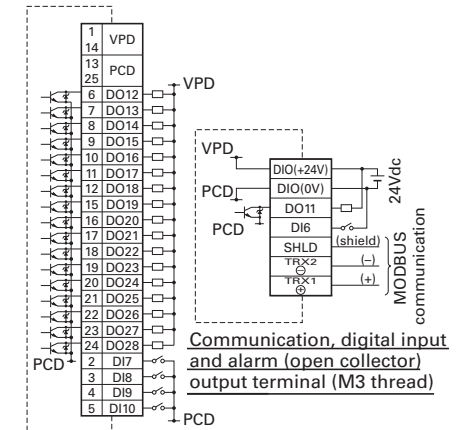 1
14 VPD
13
25 PCD
VPD
6 DO12
7 DO13
8 DO14
9 DO15
10 DO16
11 DO17
12 DO18
15 DO19
16 DO20
17 DO21
18 DO22
19 DO23
20 DO24
21 DO25
22 DO26
23 DO27
24 DO28
PCD
2 DI7
3 DI8
4 DI9
5 DI10
PCD
VPD
DIO(+24V)
PCD
DIO(0V)
24Vdc
DO11
PCD
DI6
SHLD (shield)
TRX2
⊖ (−)
TRX1
⊕ (+)
MODBUS
communication
Communication, digital input
and alarm (open collector)
output terminal (M3 thread)